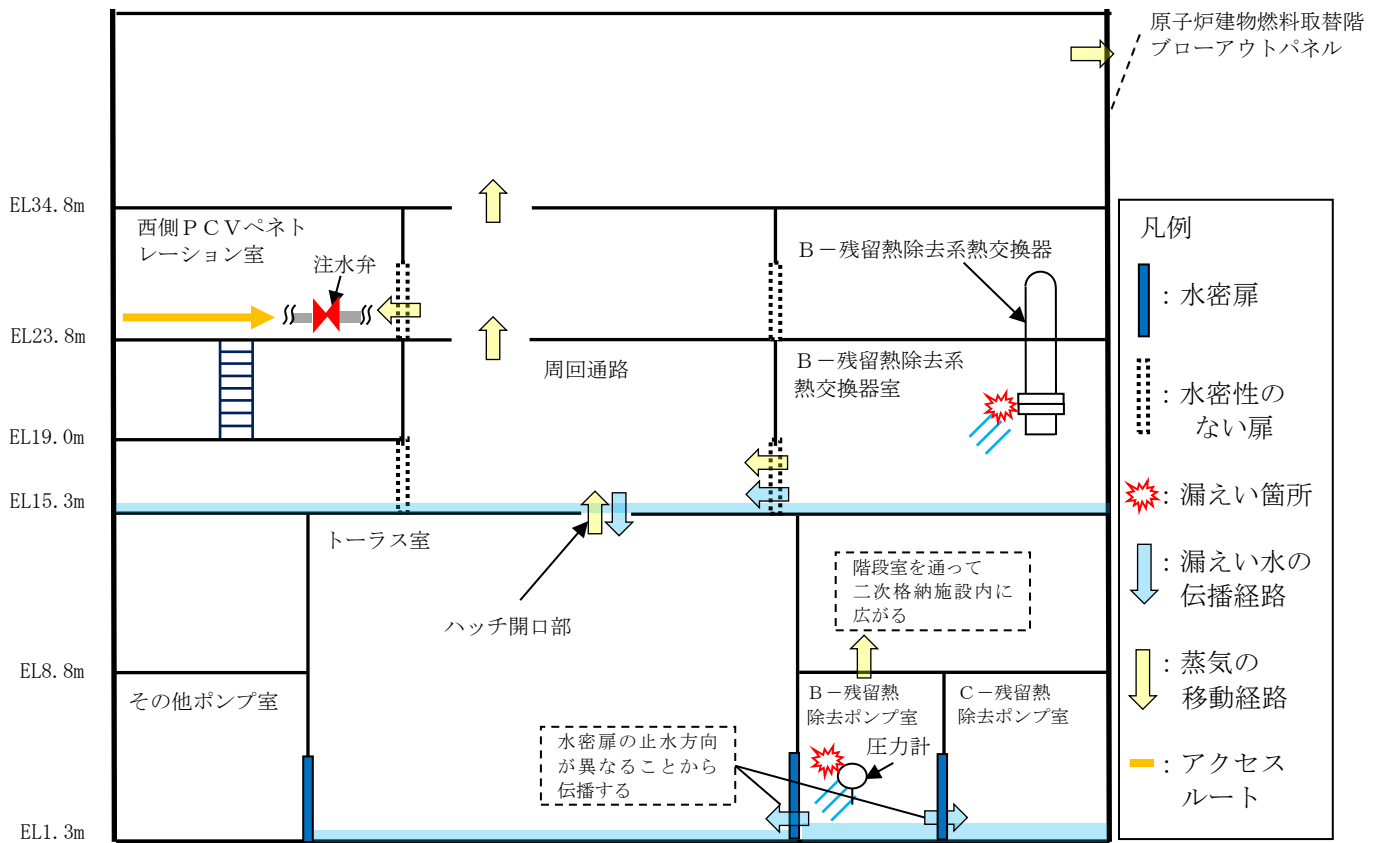 原子炉建物燃料取替階
ブローアウトパネル
EL34.8m
西側ＰＣＶペネト
レーション室
注水弁
Ｂ－残留熱除去系熱交換器
EL23.8m
周回通路
Ｂ－残留熱除去系
熱交換器室
EL19.0m
EL15.3m
トーラス室
ハッチ開口部
階段室を通って
二次格納施設内に
広がる
EL8.8m
その他ポンプ室
Ｂ－残留熱
除去ポンプ室
Ｃ－残留熱
除去ポンプ室
圧力計
水密扉の止水方向
が異なることから
伝播する
EL1.3m
凡例
：水密扉
：水密性の
ない扉
：漏えい箇所
：漏えい水の
伝播経路
：蒸気の
移動経路
：アクセス
ルート